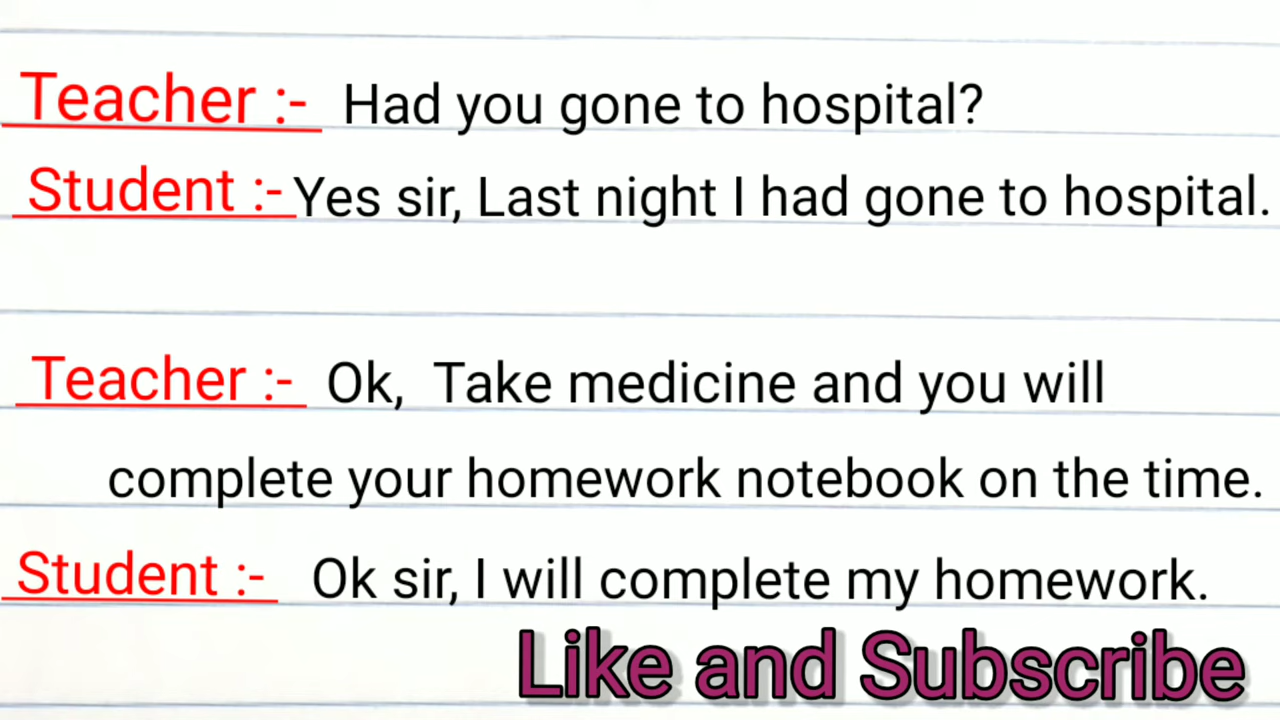 Teacher :- Had you gone to hospital?
Student :- Yes sir, Last night I had gone to hospital.
Teacher :- Ok, Take medicine and you will
complete your homework notebook on the time.
Student :- Ok sir, I will complete my homework.
Like and Subscribe